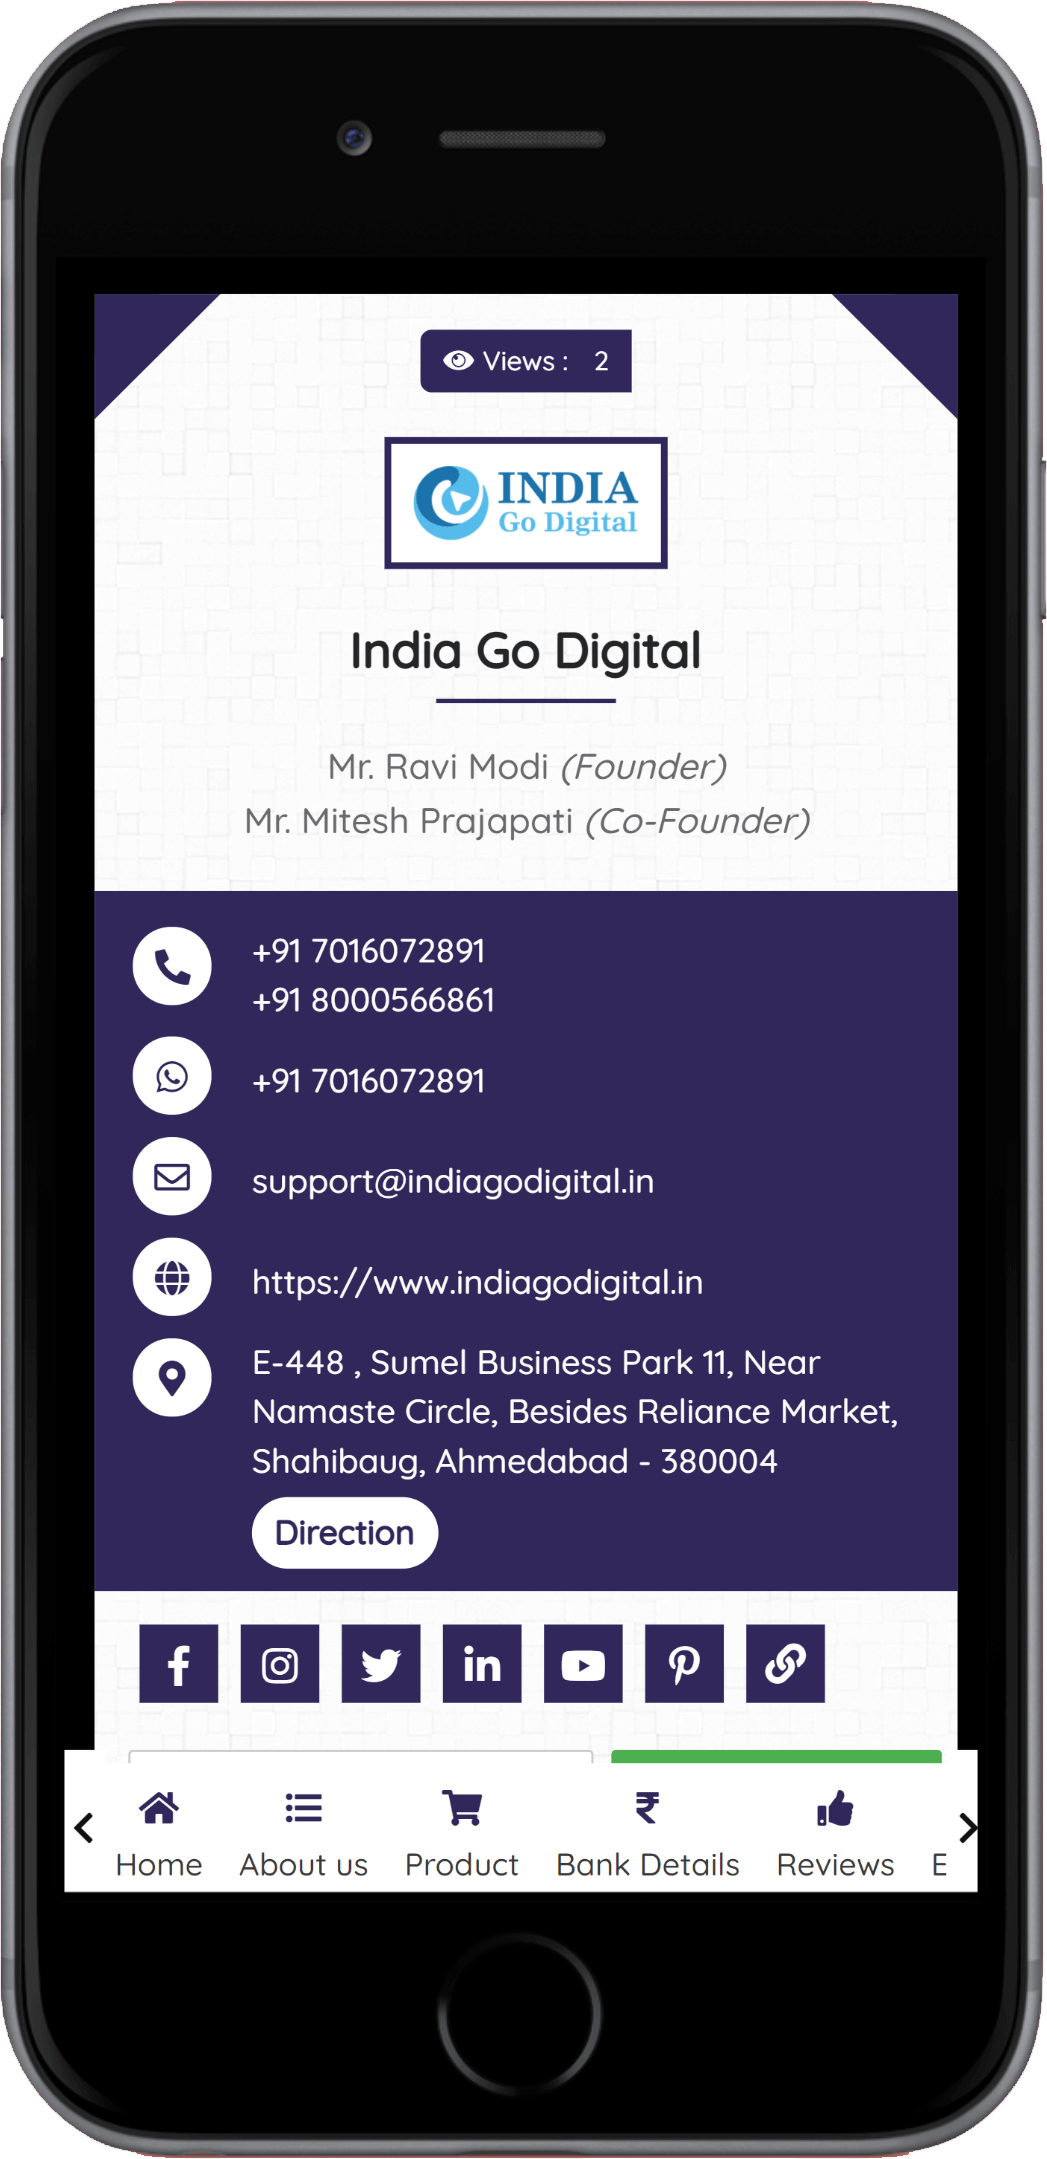 Views : 2
INDIA
Go Digital
India Go Digital
Mr. Ravi Modi (Founder)
Mr. Mitesh Prajapati (Co-Founder)
+91 7016072891
+91 8000566861
+91 7016072891
support@indiagodigital.in
https://www.indiagodigital.in
E-448 , Sumel Business Park 11, Near
Namaste Circle, Besides Reliance Market,
Shahibaug, Ahmedabad - 380004
Direction
Home About us Product Bank Details Reviews E